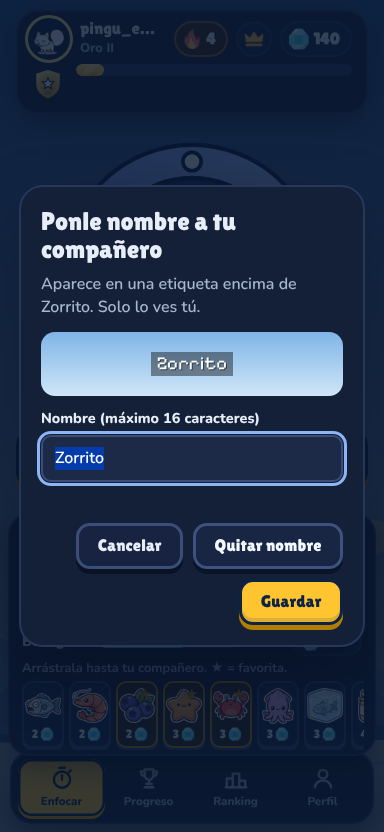 pingu_e...
Oro II
4
140
Ponle nombre a tu
compañero
Aparece en una etiqueta encima de
Zorrito. Solo lo ves tú.
Zorrito
Nombre (máximo 16 caracteres)
Zorrito
Cancelar
Quitar nombre
Guardar
Arrástrala hasta tu compañero. ★ = favorita.
2
2
2
3
3
3
3
Enfocar
Progreso
Ranking
Perfil